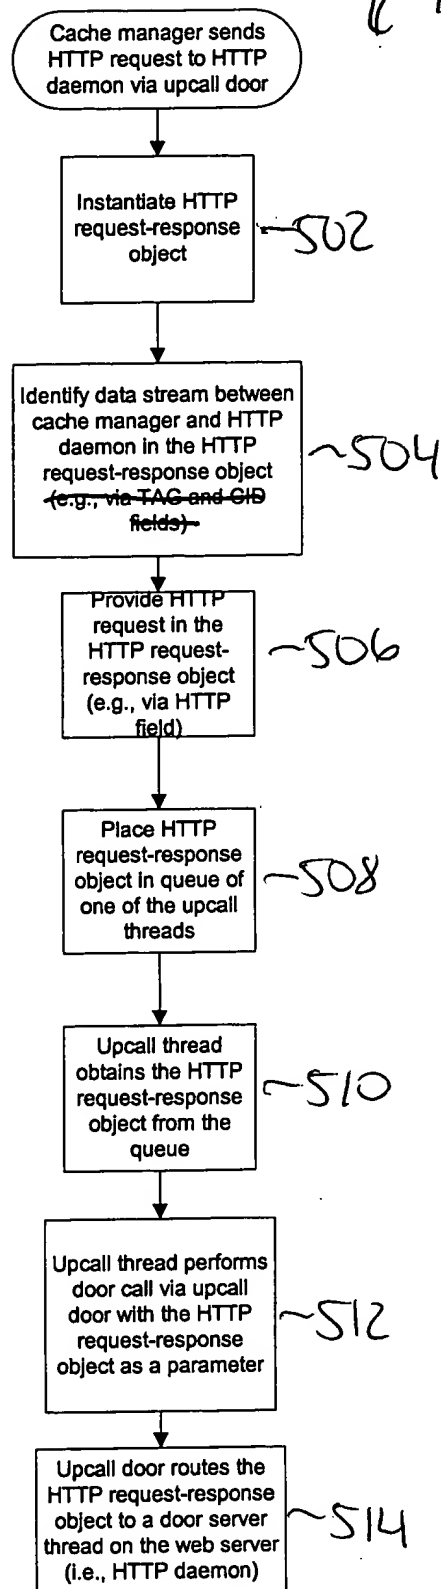 Cache manager sends
HTTP request to HTTP
daemon via upcall door
Instantiate HTTP
request-response
object
502
Identify data stream between
cache manager and HTTP
daemon in the HTTP
request-response object
(e.g., via TAG and CID
fields)
504
Provide HTTP
request in the
HTTP request-
response object
(e.g., via HTTP
field)
506
Place HTTP
request-response
object in queue of
one of the upcall
threads
508
Upcall thread
obtains the HTTP
request-response
object from the
queue
510
Upcall thread performs
door call via upcall
door with the HTTP
request-response
object as a parameter
512
Upcall door routes the
HTTP request-response
object to a door server
thread on the web server
(i.e., HTTP daemon)
514